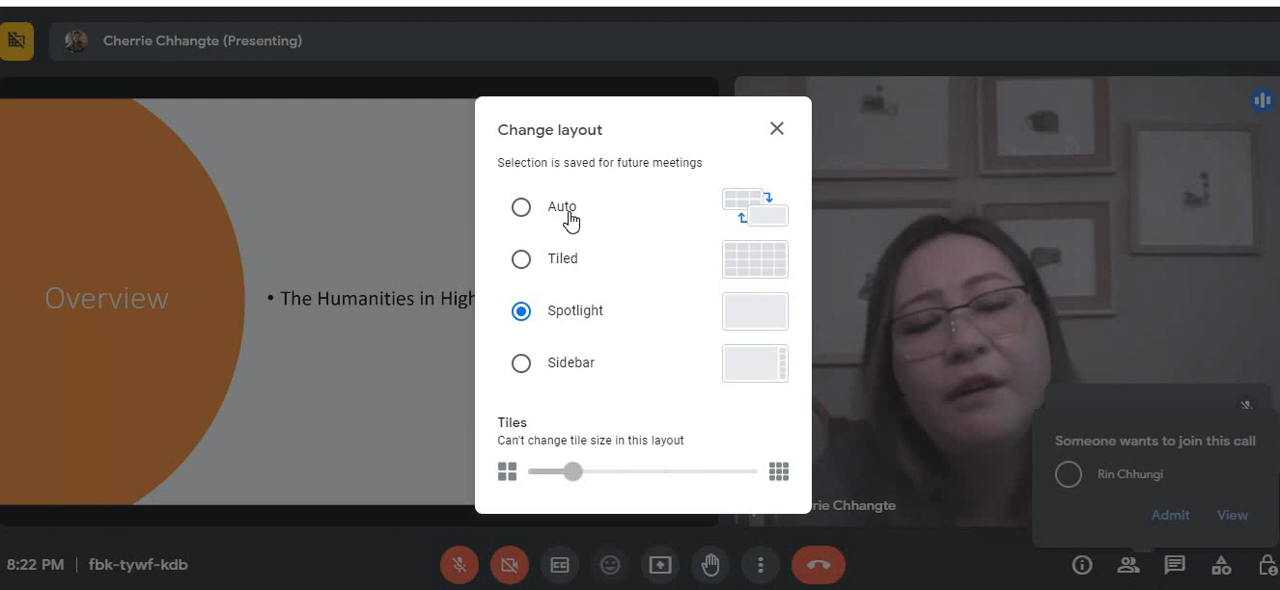 Cherrie Chhangte (Presenting)
Overview
• The Humanities in High
Change layout
Selection is saved for future meetings
Auto
Tiled
Spotlight
Sidebar
Tiles
Can't change tile size in this layout
rrie Chhangte
Someone wants to join this call
Rin Chhungi
Admit View
8:22 PM | fbk-tywf-kdb